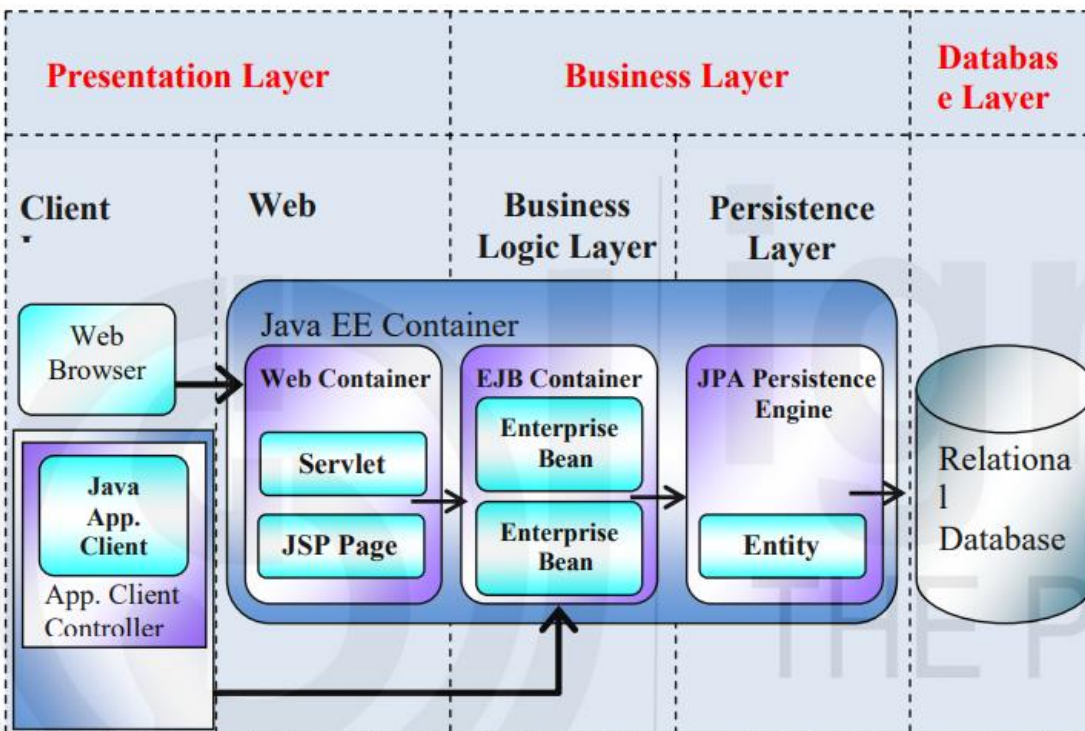 Presentation Layer
Business Layer
Databas
e Layer
Client
Web
Business
Logic Layer
Persistence
Layer
Web
Browser
Java EE Container
Web Container
Servlet
JSP Page
EJB Container
Enterprise
Bean
Enterprise
Bean
JPA Persistence
Engine
Entity
Relationa
l
Database
Java
App.
Client
App. Client
Controller
THE P